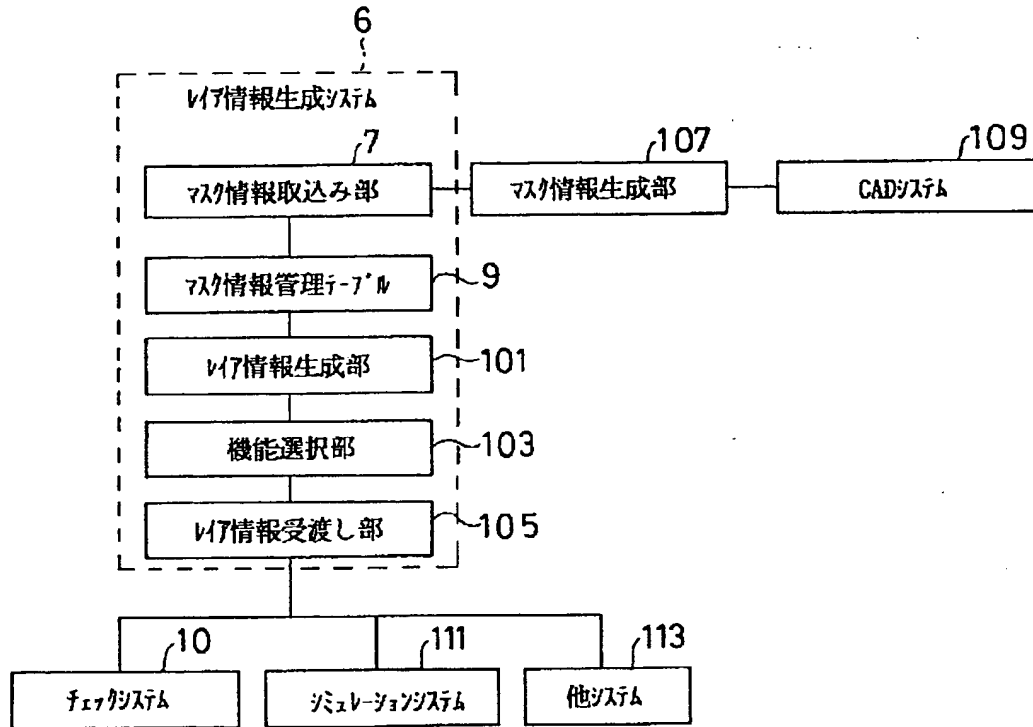 6
レイア情報生成システム
7
マスク情報取込み部
107
マスク情報生成部
109
CADシステム
マスク情報管理テーブル
9
レイア情報生成部
101
機能選択部
103
レイア情報受渡し部
105
10
チェックシステム
111
シミュレーションシステム
113
他システム